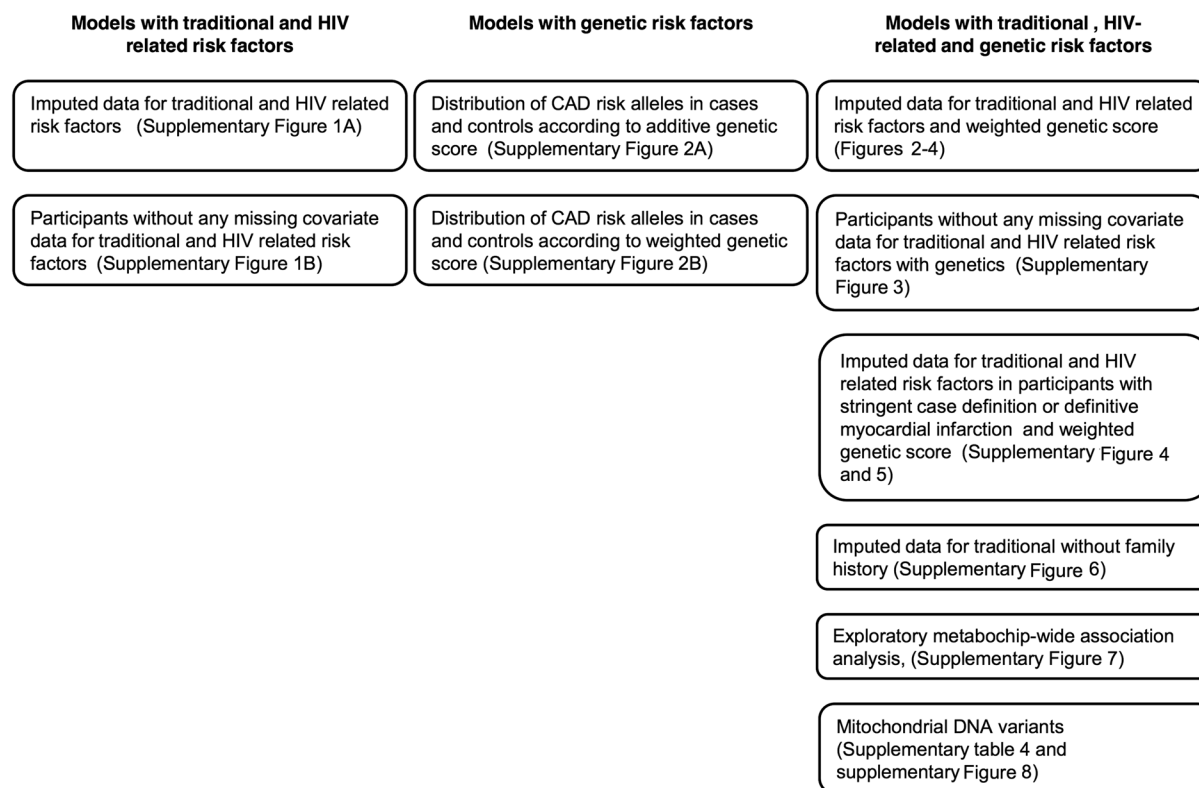 Models with traditional and HIV
related risk factors
Imputed data for traditional and HIV related
risk factors (Supplementary Figure 1A)
Participants without any missing covariate
data for traditional and HIV related risk
factors (Supplementary Figure 1B)
Models with genetic risk factors
Distribution of CAD risk alleles in cases
and controls according to additive genetic
score (Supplementary Figure 2A)
Distribution of CAD risk alleles in cases
and controls according to weighted genetic
score (Supplementary Figure 2B)
Models with traditional , HIV-
related and genetic risk factors
Imputed data for traditional and HIV related
risk factors and weighted genetic score
(Figures 2-4)
Participants without any missing covariate
data for traditional and HIV related risk
factors with genetics (Supplementary
Figure 3)
Imputed data for traditional and HIV
related risk factors in participants with
stringent case definition or definitive
myocardial infarction and weighted
genetic score (Supplementary Figure 4
and 5)
Imputed data for traditional without family
history (Supplementary Figure 6)
Exploratory metabochip-wide association
analysis, (Supplementary Figure 7)
Mitochondrial DNA variants
(Supplementary table 4 and
supplementary Figure 8)